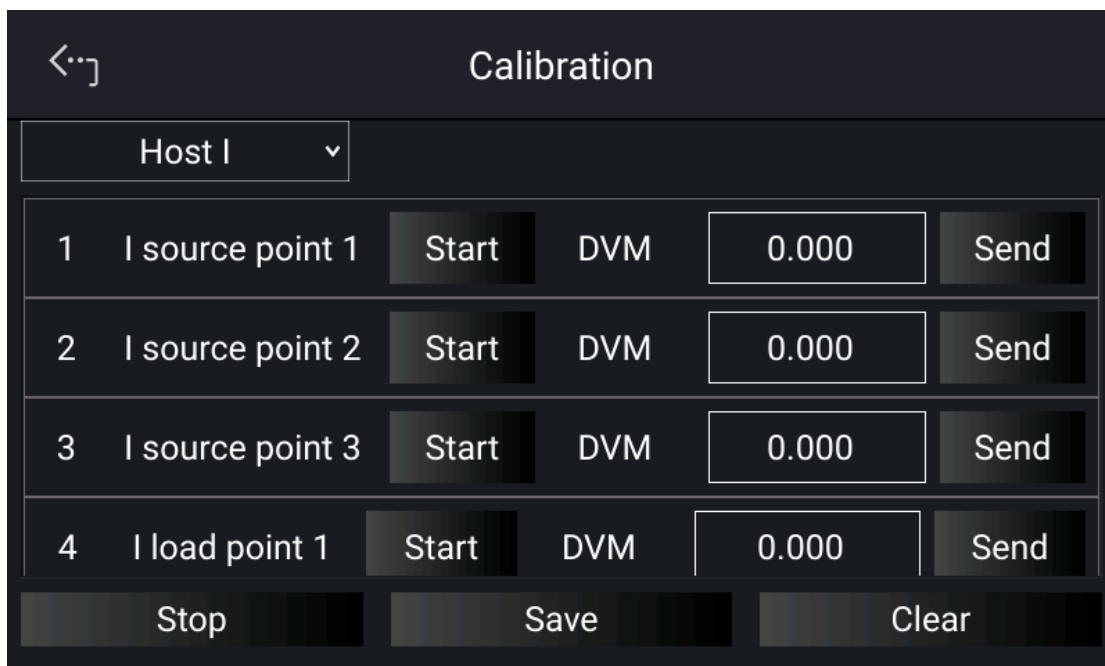 Calibration
Host I
1 I source point 1 Start DVM 0.000 Send
2 I source point 2 Start DVM 0.000 Send
3 I source point 3 Start DVM 0.000 Send
4 I load point 1 Start DVM 0.000 Send
Stop Save Clear